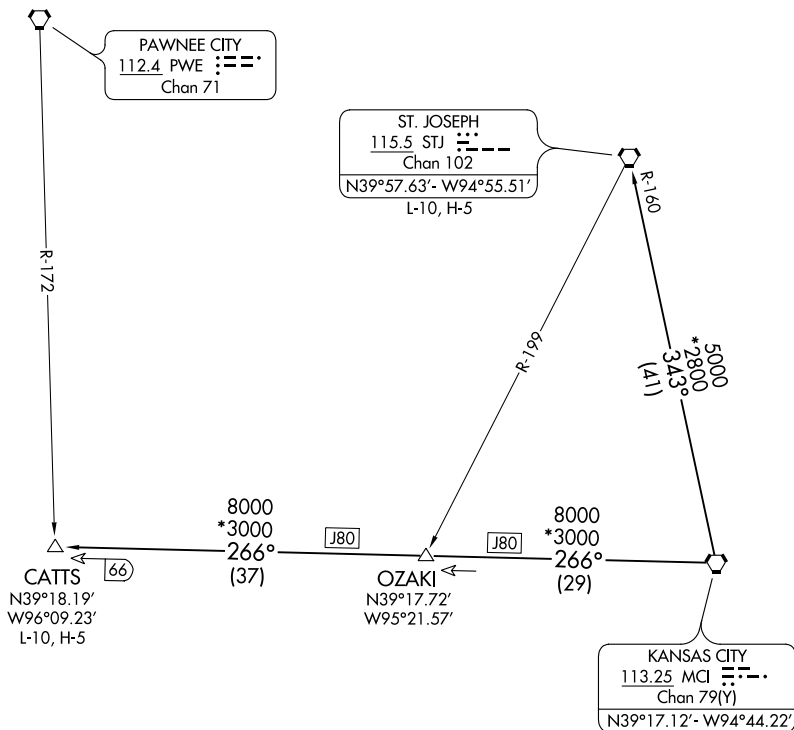 PAWNEE CITY
112.4 PWE
Chan 71
ST. JOSEPH
115.5 STJ
Chan 102
N39°57.63'- W94°55.51'
L-10, H-5
R-160
R-172
R-199
5000
*2800
343°
(41)
8000
*3000
266°
(37)
J80
8000
*3000
266°
(29)
J80
66
CATTS
N39°18.19'
W96°09.23'
L-10, H-5
OZAKI
N39°17.72'
W95°21.57'
KANSAS CITY
113.25 MCI
Chan 79(Y)
N39°17.12'- W94°44.22'